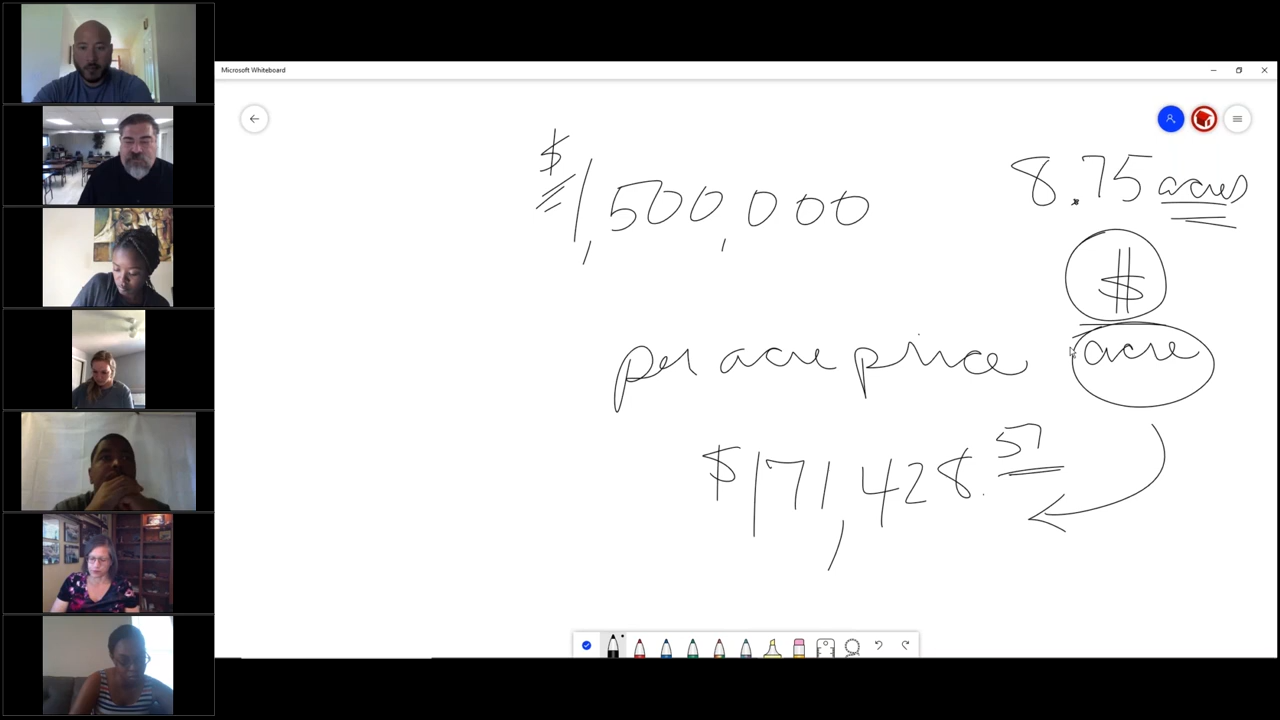 Microsoft Whiteboard
$1,500,000
8.75 acres
$
acre
per acre price
$171,428.57